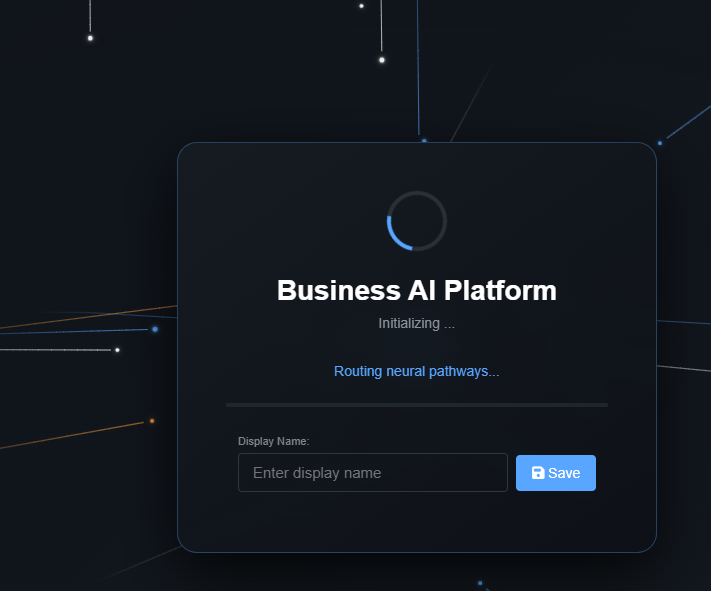 Business AI Platform
Initializing ...
Routing neural pathways...
Display Name:
Enter display name
Save